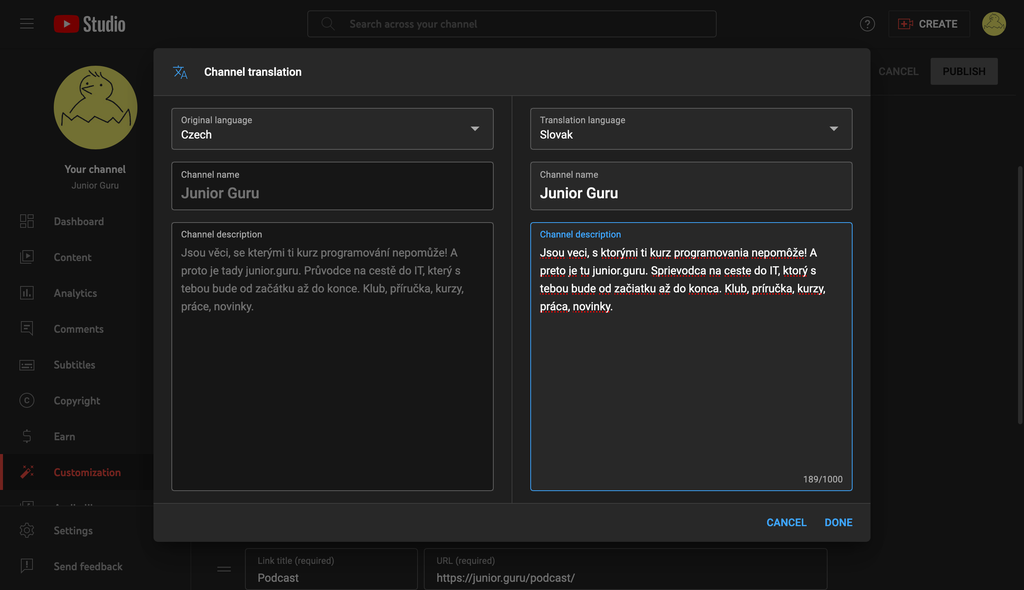 Studio
Search across your channel
CREATE
CANCEL
PUBLISH
Your channel
Junior Guru
Dashboard
Content
Analytics
Comments
Subtitles
Copyright
Earn
Customization
Settings
Send feedback
Channel translation
Original language
Czech
Channel name
Junior Guru
Channel description
Jsou věci, se kterými ti kurz programování nepomůže! A
proto je tady junior.guru. Průvodce na cestě do IT, který s
tebou bude od začátku až do konce. Klub, příručka, kurzy,
práce, novinky.
Translation language
Slovak
Channel name
Junior Guru
Channel description
Jsou veci, s ktorými ti kurz programovania nepomôže! A
preto je tu junior.guru. Sprievodca na ceste do IT, ktorý s
tebou bude od začiatku až do konca. Klub, príručka, kurzy,
práca, novinky.
189/1000
CANCEL
DONE
Link title (required)
Podcast
URL (required)
https://junior.guru/podcast/